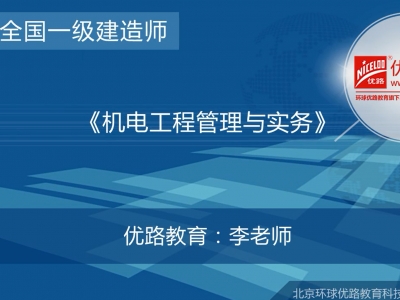 全国一级建造师
NICELOO
优路
优
www
环球优路教育旗下
《机电工程管理与实务》
优路教育：李老师
北京环球优路教育科技